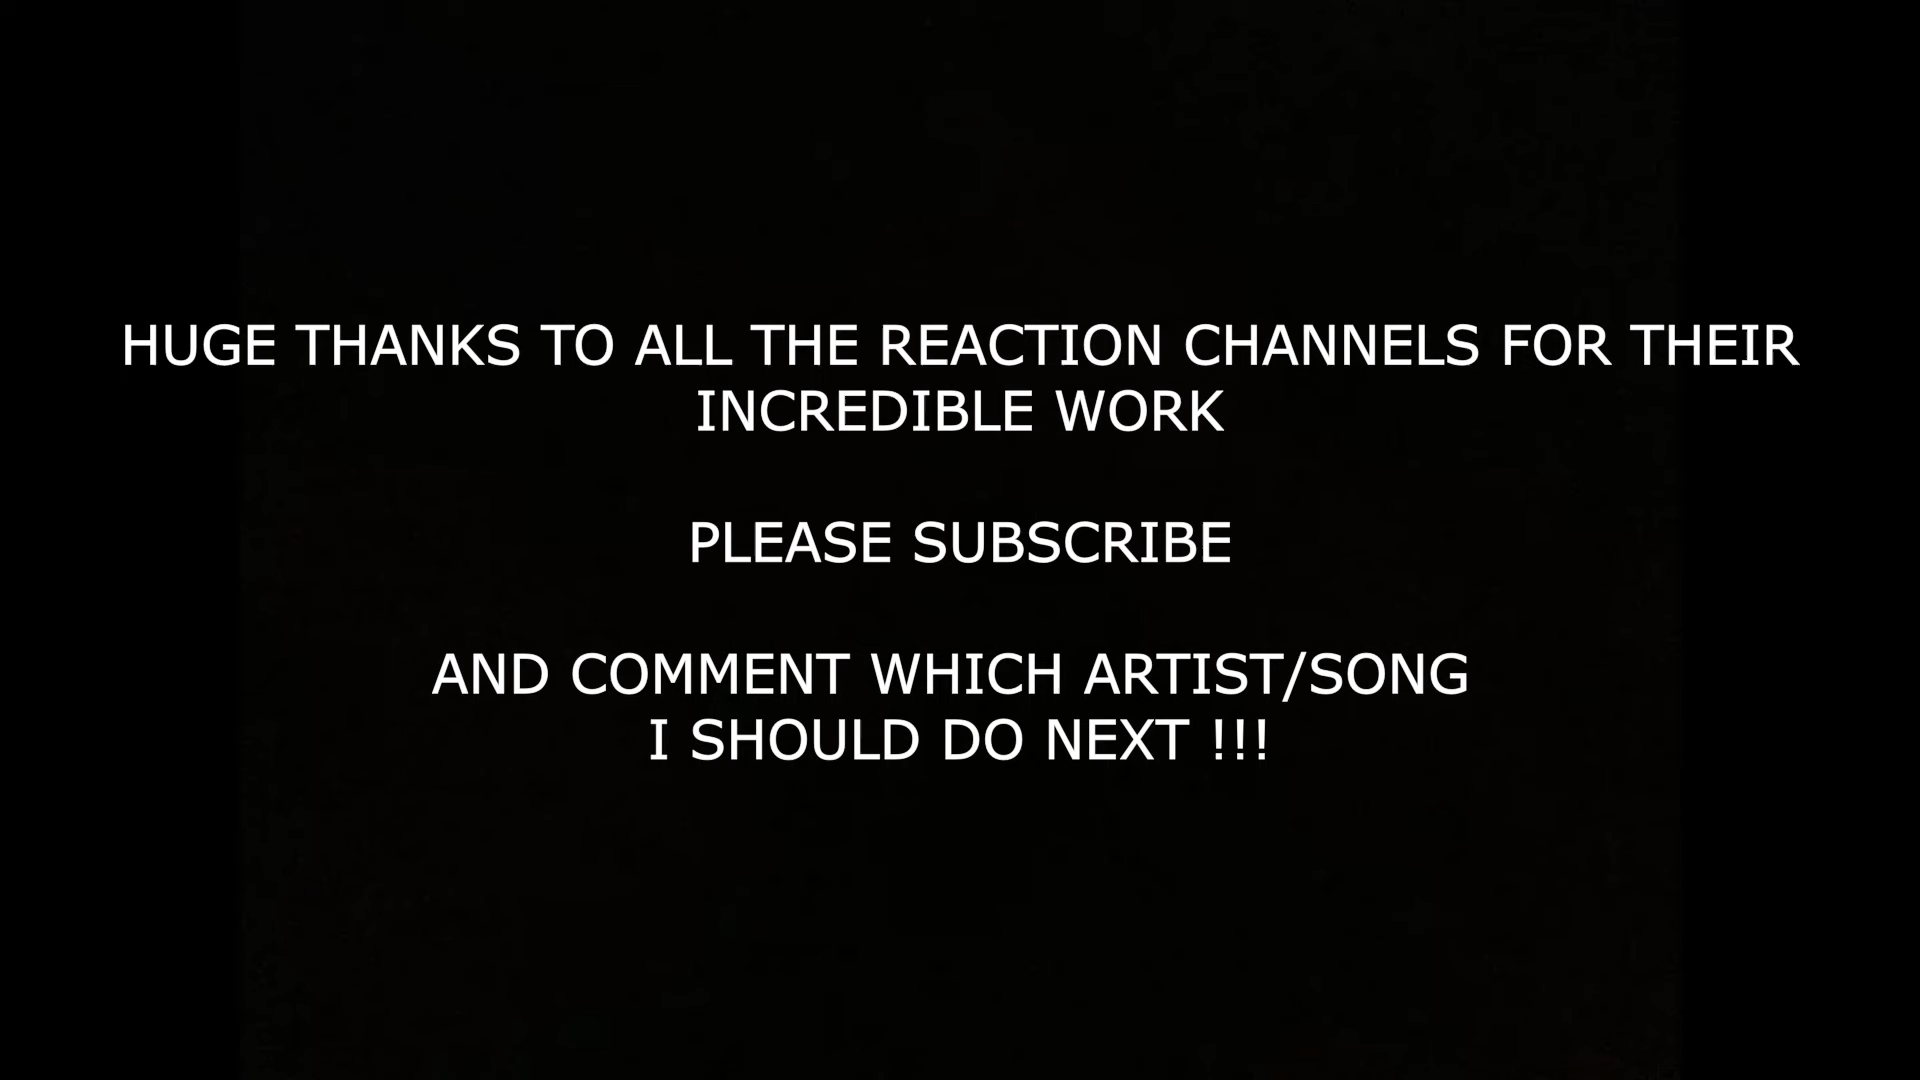 HUGE THANKS TO ALL THE REACTION CHANNELS FOR THEIR
INCREDIBLE WORK
PLEASE SUBSCRIBE
AND COMMENT WHICH ARTIST/SONG
I SHOULD DO NEXT !!!